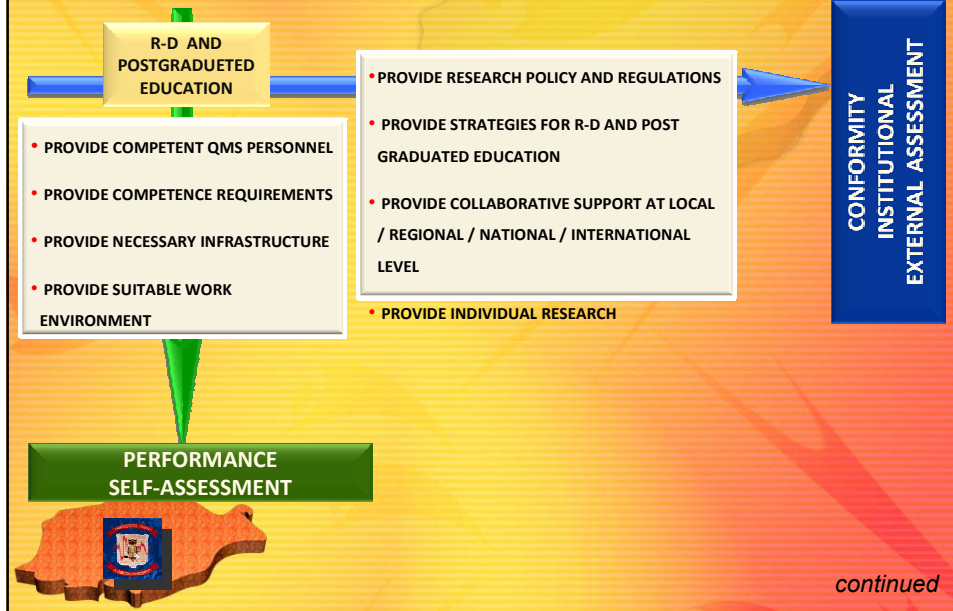 R-D AND
POSTGRADUETED
EDUCATION
• PROVIDE COMPETENT QMS PERSONNEL
• PROVIDE COMPETENCE REQUIREMENTS
• PROVIDE NECESSARY INFRASTRUCTURE
• PROVIDE SUITABLE WORK
ENVIRONMENT
• PROVIDE RESEARCH POLICY AND REGULATIONS
• PROVIDE STRATEGIES FOR R-D AND POST
GRADUATED EDUCATION
• PROVIDE COLLABORATIVE SUPPORT AT LOCAL
/ REGIONAL / NATIONAL / INTERNATIONAL
LEVEL
• PROVIDE INDIVIDUAL RESEARCH
CONFORMITY
INSTITUTIONAL
EXTERNAL ASSESSMENT
PERFORMANCE
SELF-ASSESSMENT
continued